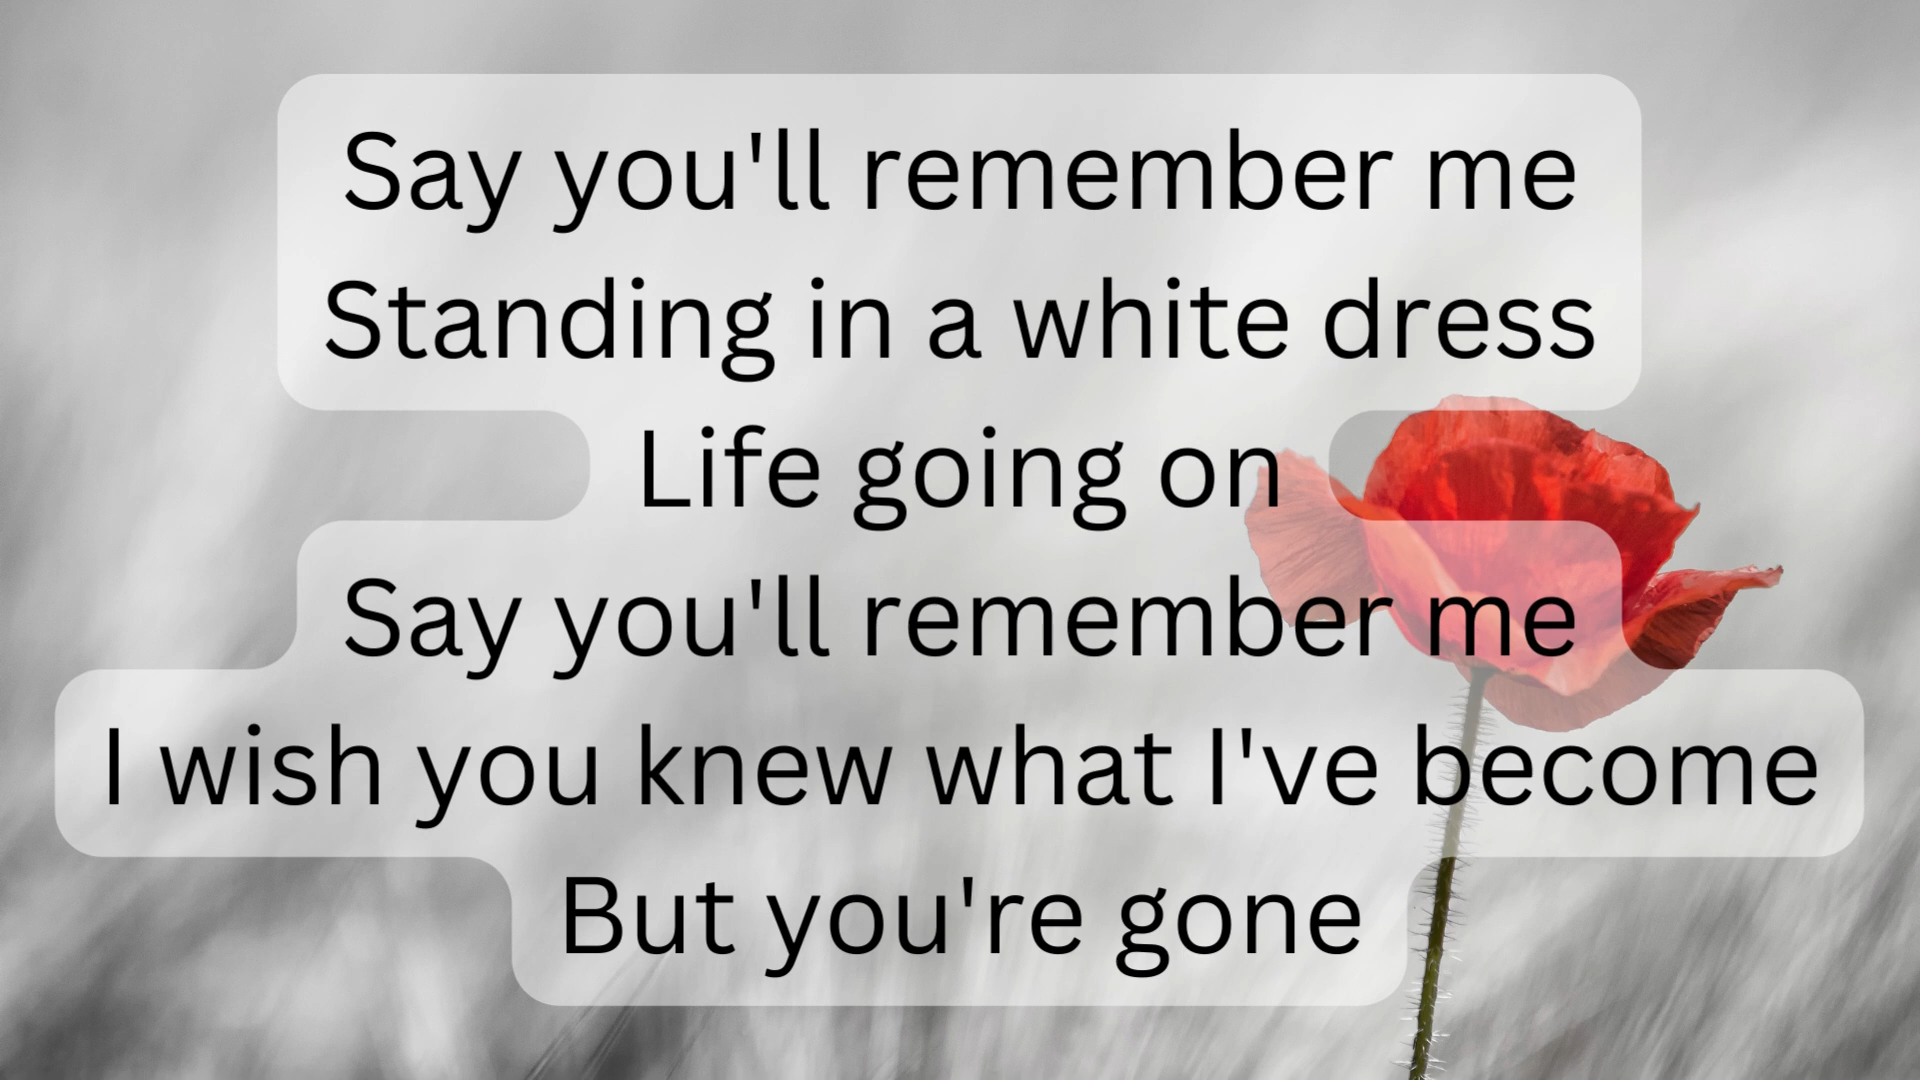 Say you'll remember me
Standing in a white dress
Life going on
Say you'll remember me
I wish you knew what I've become
But you're gone